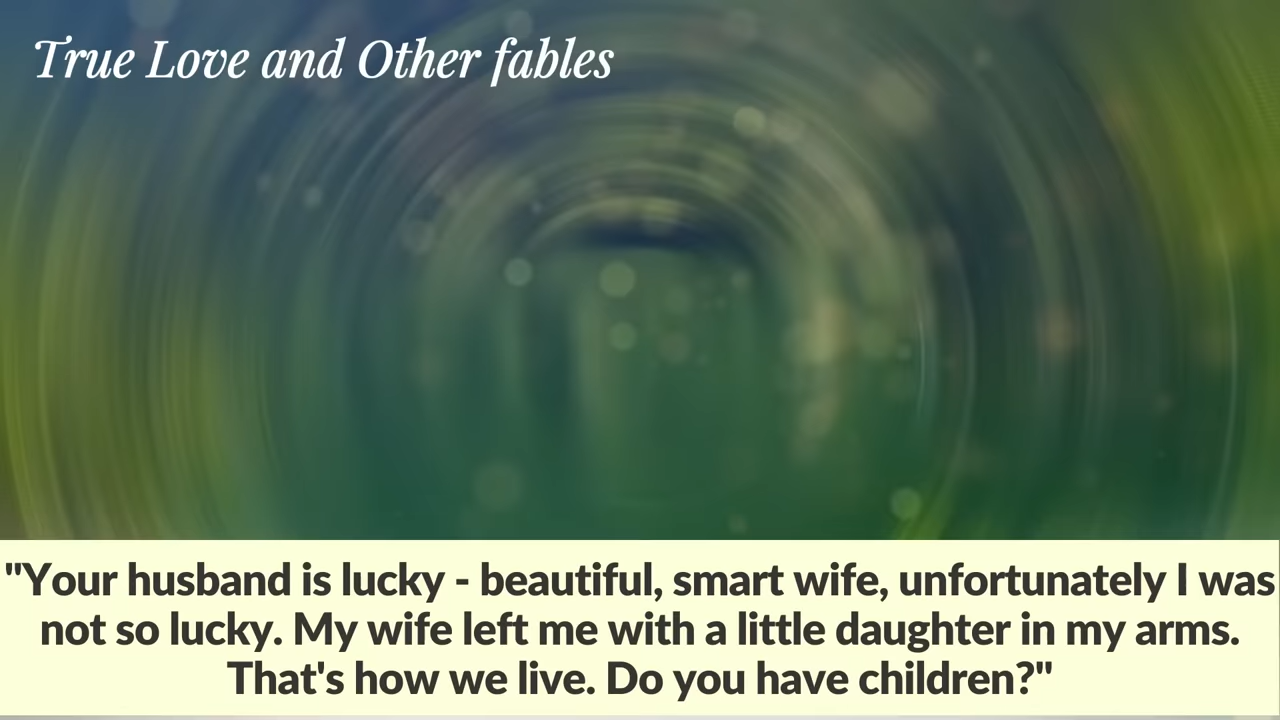 True Love and Other fables
"Your husband is lucky - beautiful, smart wife, unfortunately I was
not so lucky. My wife left me with a little daughter in my arms.
That's how we live. Do you have children?"